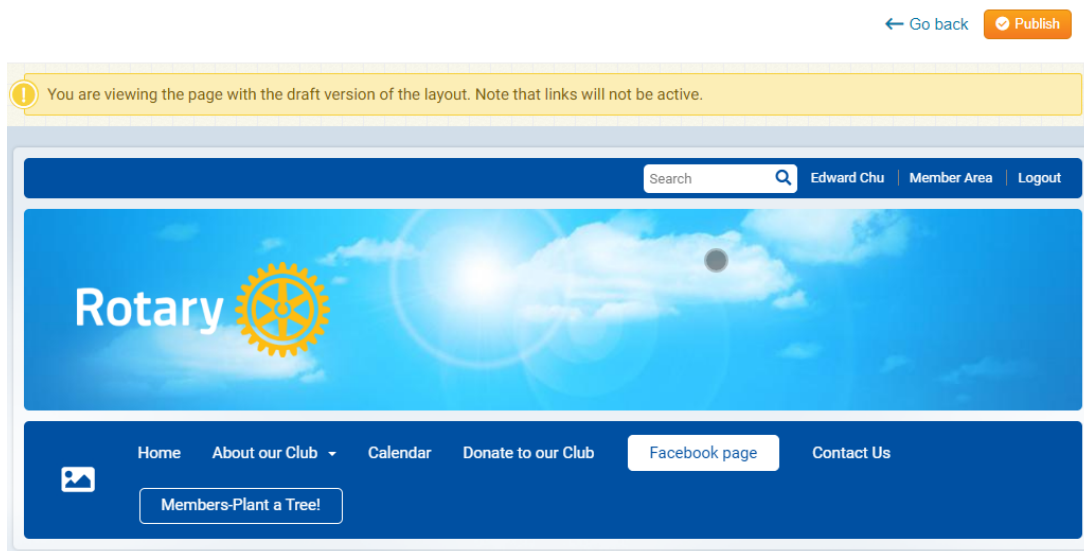 Go back Publish
You are viewing the page with the draft version of the layout. Note that links will not be active.
Search Edward Chu Member Area Logout
Rotary
Home About our Club Calendar Donate to our Club Facebook page Contact Us
Members-Plant a Tree!